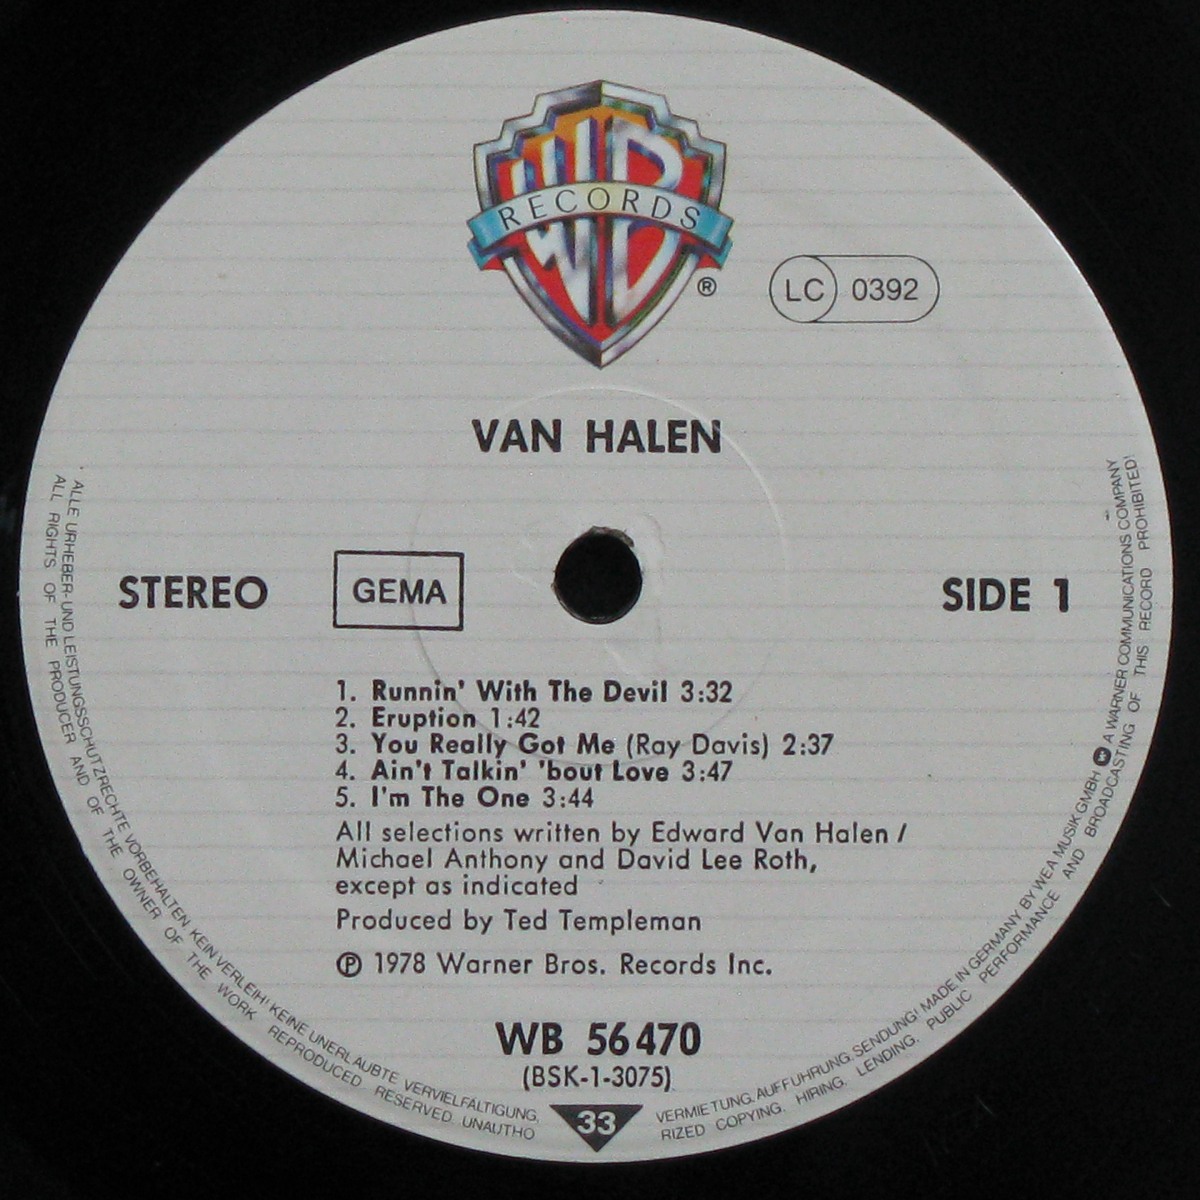 WB
RECORDS
®
LC 0392
VAN HALEN
STEREO
GEMA
SIDE 1
1. Runnin' With The Devil 3:32
2. Eruption 1:42
3. You Really Got Me (Ray Davis) 2:37
4. Ain't Talkin' 'bout Love 3:47
5. I'm The One 3:44
All selections written by Edward Van Halen /
Michael Anthony and David Lee Roth,
except as indicated
Produced by Ted Templeman
℗ 1978 Warner Bros. Records Inc.
WB 56 470
(BSK-1-3075)
33
ALLE URHEBER- UND LEISTUNGSSCHUTZRECHTE VORBEHALTEN KEIN VERLEIH! KEINE UNERLAUBTE VERVIELFÄLTIGUNG, VERMIETUNG, AUFFÜHRUNG, SENDUNG! MADE IN GERMANY BY WEA MUSIK GMBH W A WARNER COMMUNICATIONS COMPANY
ALL RIGHTS OF THE PRODUCER AND OF THE OWNER OF THE WORK REPRODUCED RESERVED. UNAUTHO RIZED COPYING. HIRING. LENDING. PUBLIC PERFORMANCE AND BROADCASTING OF THIS RECORD PROHIBITED!